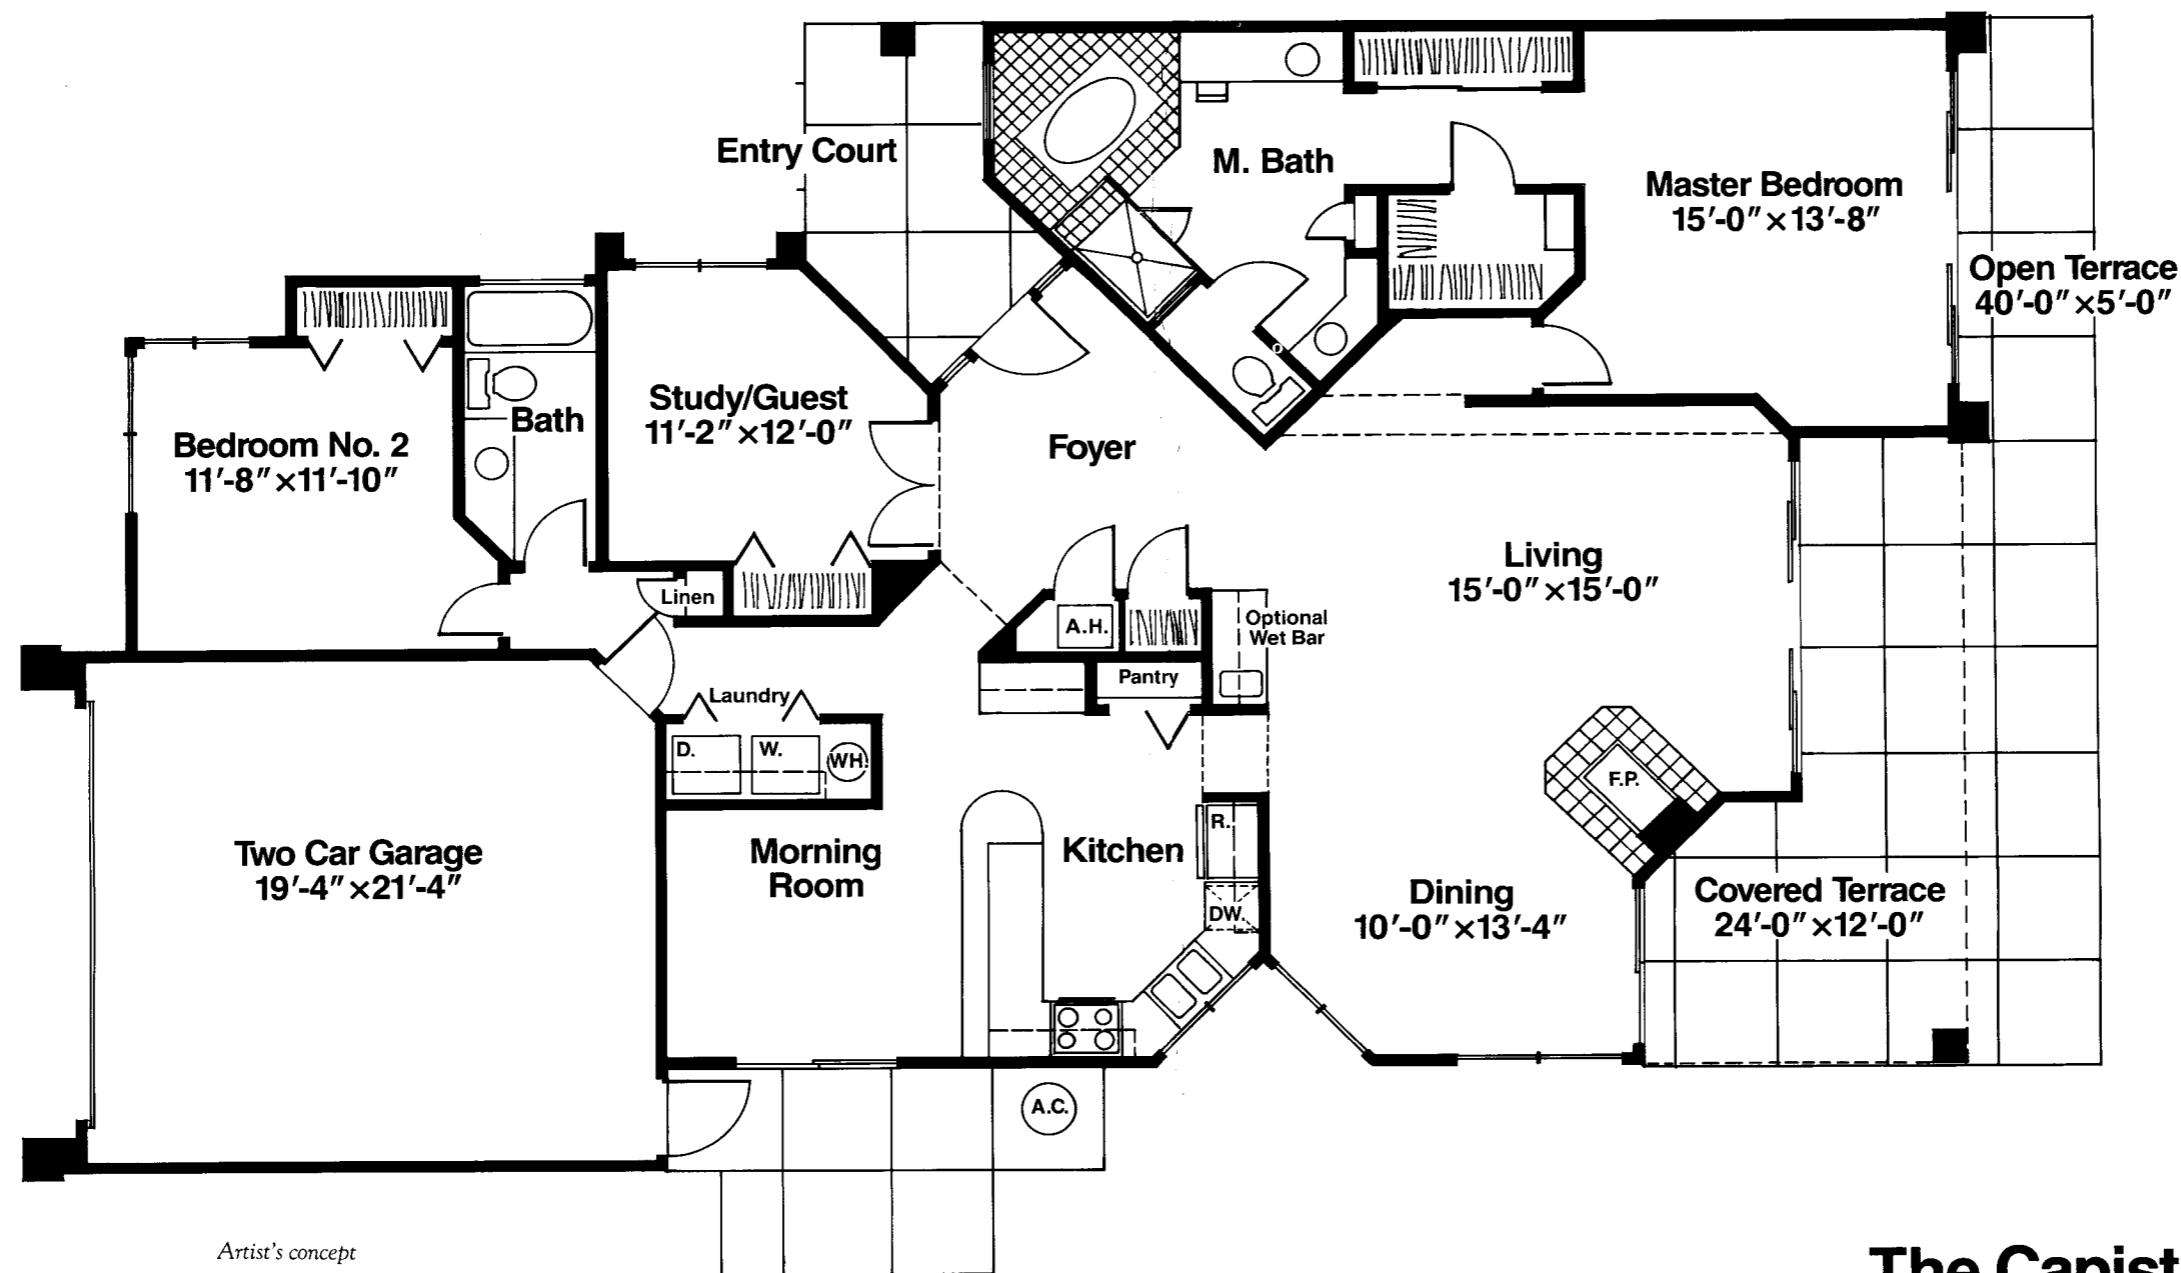 Entry Court
M. Bath
Master Bedroom
15'-0" × 13'-8"
Open Terrace
40'-0" × 5'-0"
Study/Guest
11'-2" × 12'-0"
Bath
Bedroom No. 2
11'-8" × 11'-10"
Foyer
Living
15'-0" × 15'-0"
Linen
A.H.
Optional
Wet Bar
Pantry
Laundry
D.
W.
WH.
F.P.
Two Car Garage
19'-4" × 21'-4"
Morning
Room
Kitchen
R.
DW.
Dining
10'-0" × 13'-4"
Covered Terrace
24'-0" × 12'-0"
A.C.
Artist's concept
The Capist